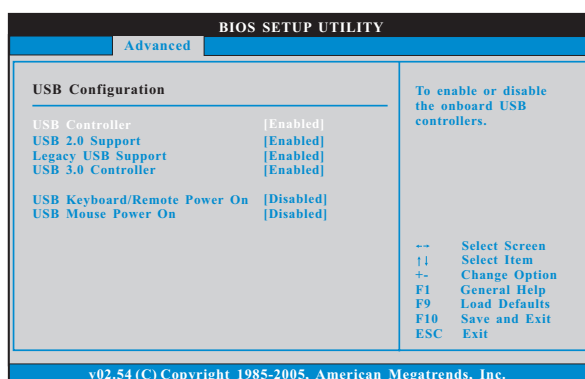 BIOS SETUP UTILITY
Advanced
USB Configuration
USB Controller [Enabled]
USB 2.0 Support [Enabled]
Legacy USB Support [Enabled]
USB 3.0 Controller [Enabled]
USB Keyboard/Remote Power On [Disabled]
USB Mouse Power On [Disabled]
To enable or disable
the onboard USB
controllers.
←→ Select Screen
↑↓ Select Item
+- Change Option
F1 General Help
F9 Load Defaults
F10 Save and Exit
ESC Exit
v02.54 (C) Copyright 1985-2005, American Megatrends, Inc.